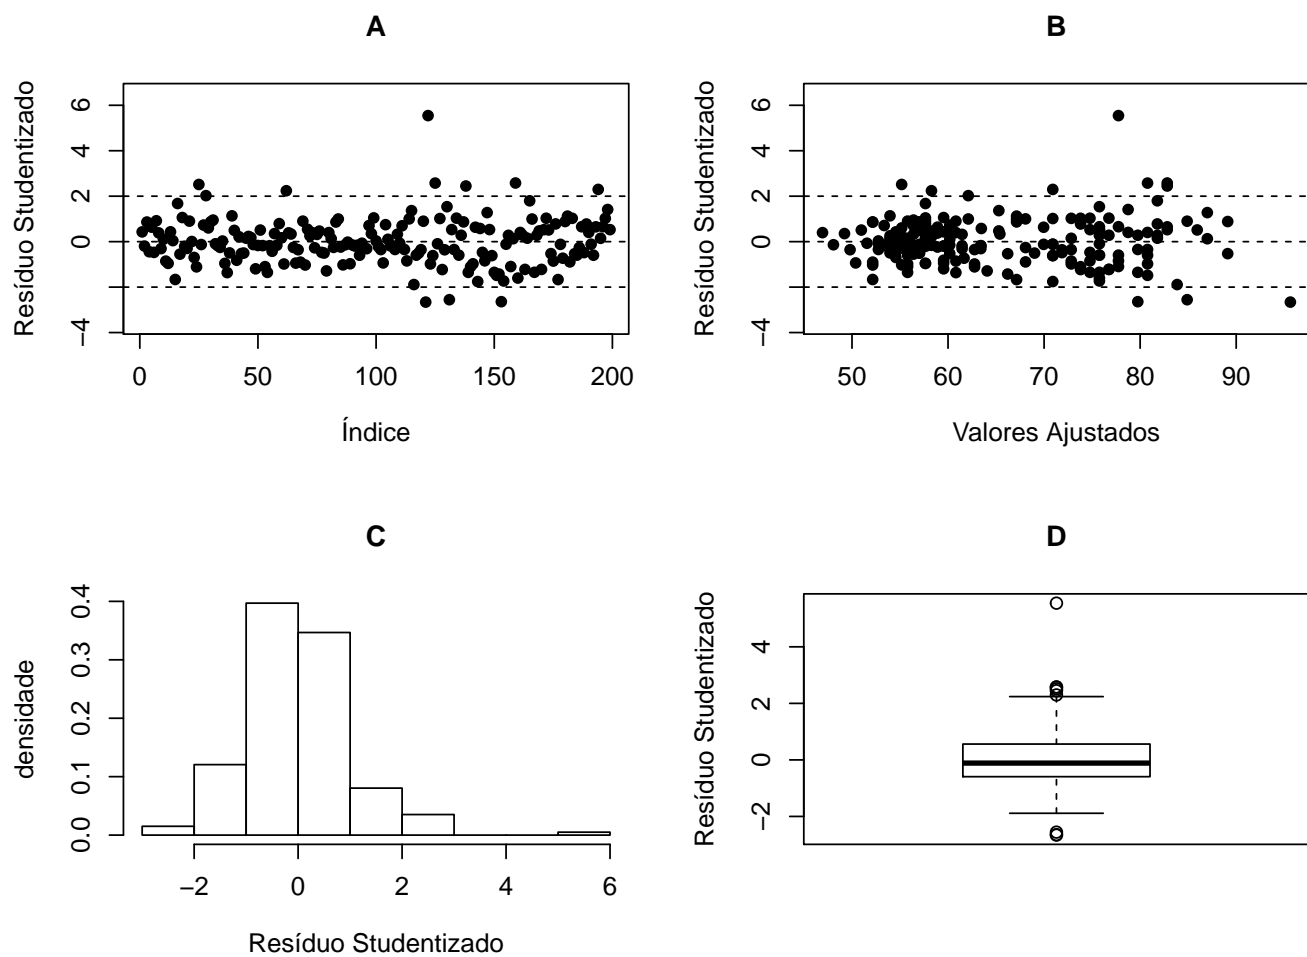 A
Resíduo Studentizado
6
4
2
0
−4
0 50 100 150 200
Índice
B
Resíduo Studentizado
6
4
2
0
−4
50 60 70 80 90
Valores Ajustados
C
densidade
0.4
0.3
0.2
0.1
0.0
−2 0 2 4 6
Resíduo Studentizado
D
Resíduo Studentizado
4
2
0
−2